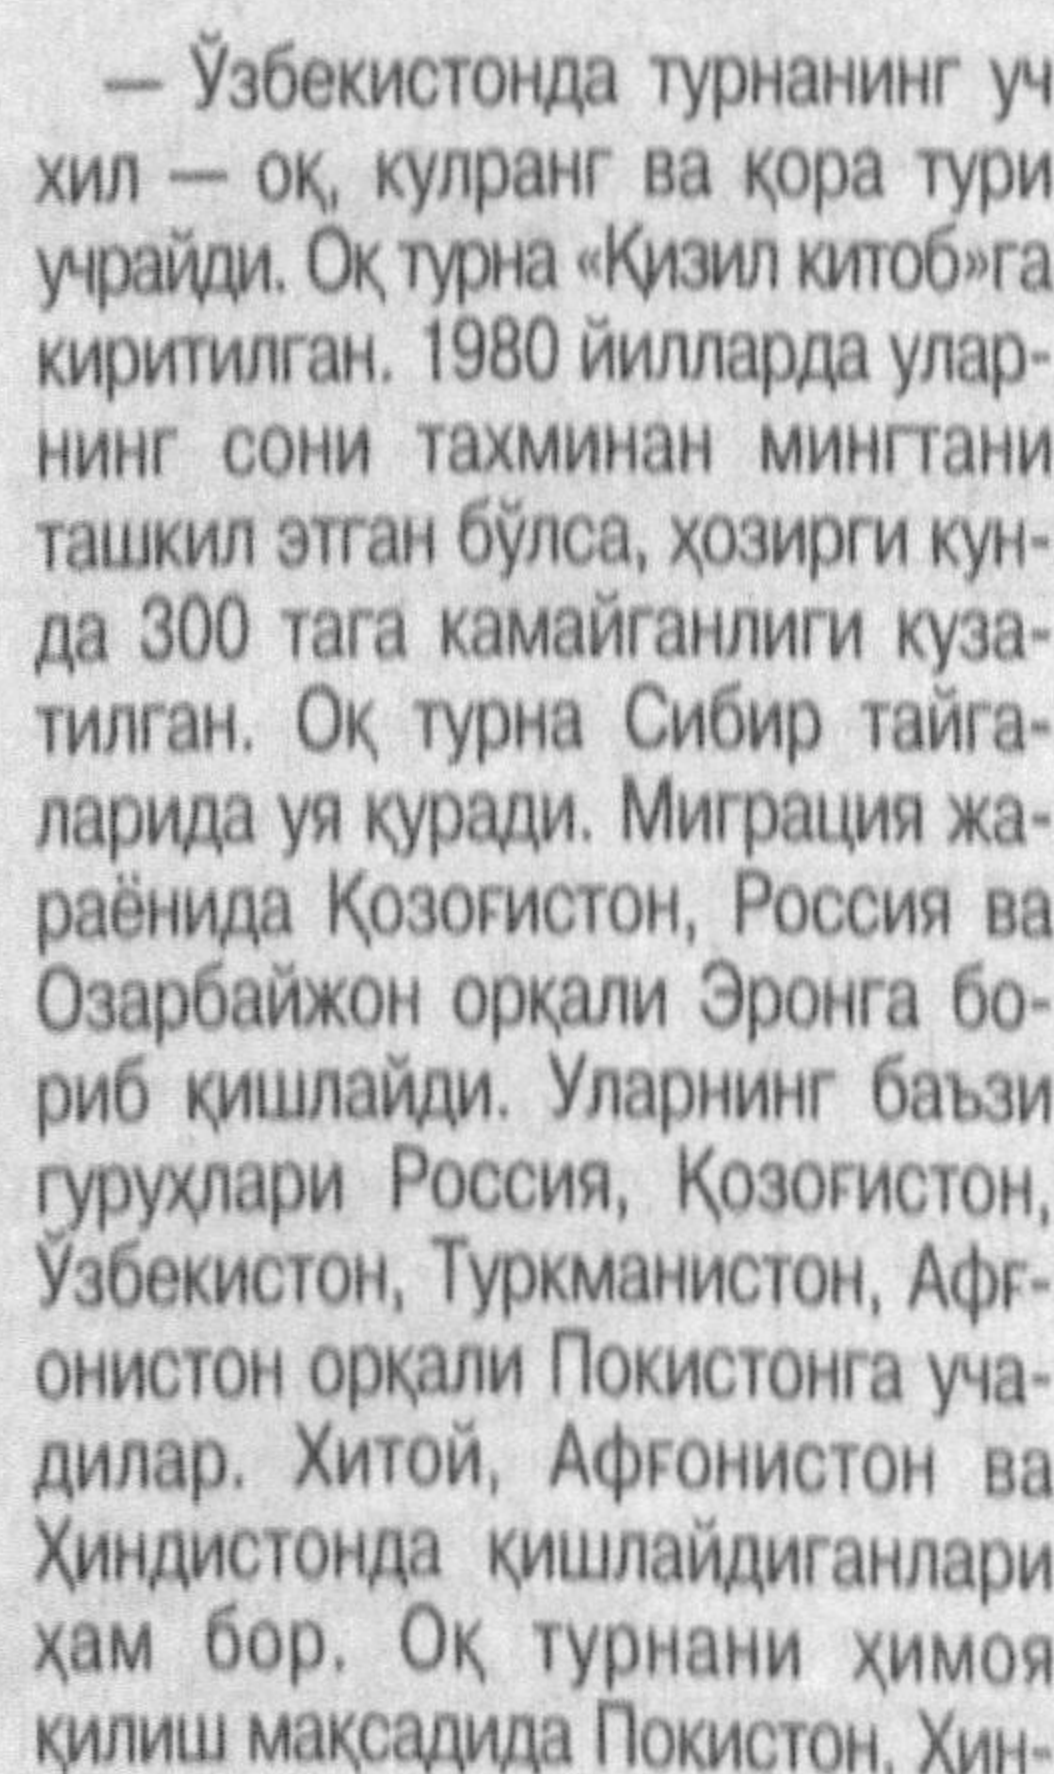 — Ўзбекистонда турнанинг уч
хил — оқ, кулранг ва қора тури
учрайди. Оқ турна «Қизил китоб»га
киритилган. 1980 йилларда улар-
нинг сони тахминан мингтани
ташкил этган бўлса, ҳозирги кун-
да 300 тага камайганлиги куза-
тилган. Оқ турна Сибир тайга-
ларида уя қуради. Миграция жа-
раёнида Қозоғистон, Россия ва
Озарбайжон орқали Эронга бо-
риб қишлайди. Уларнинг баъзи
гуруҳлари Россия, Қозоғистон,
Ўзбекистон, Туркманистон, Афғ-
онистон орқали Покистонга уча-
дилар. Хитой, Афғонистон ва
Ҳиндистонда қишлайдиганлари
ҳам бор. Оқ турнани ҳимоя
қилиш мақсадида Покистон, Ҳин-